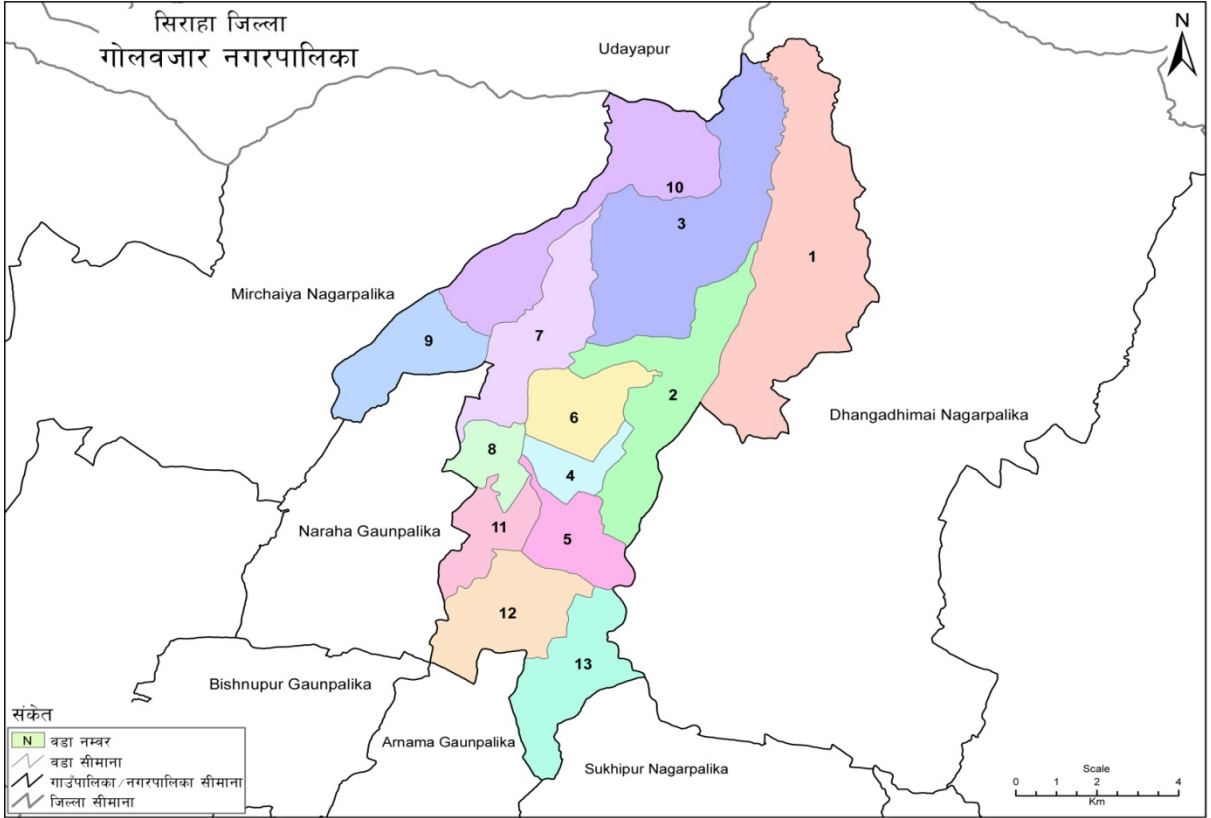 सिराहा जिल्ला
गोलवजार नगरपालिका
N
Udayapur
10
3
1
Mirchaiya Nagarpalika
9
7
2
6
Dhangadhimai Nagarpalika
8
4
Naraha Gaunpalika
11
5
12
13
Bishnupur Gaunpalika
Arnama Gaunpalika
Sukhipur Nagarpalika
संकेत
N वडा नम्वर
वडा सीमाना
गाउँपालिका/नगरपालिका सीमाना
जिल्ला सीमाना
Scale
0 1 2 4
Km